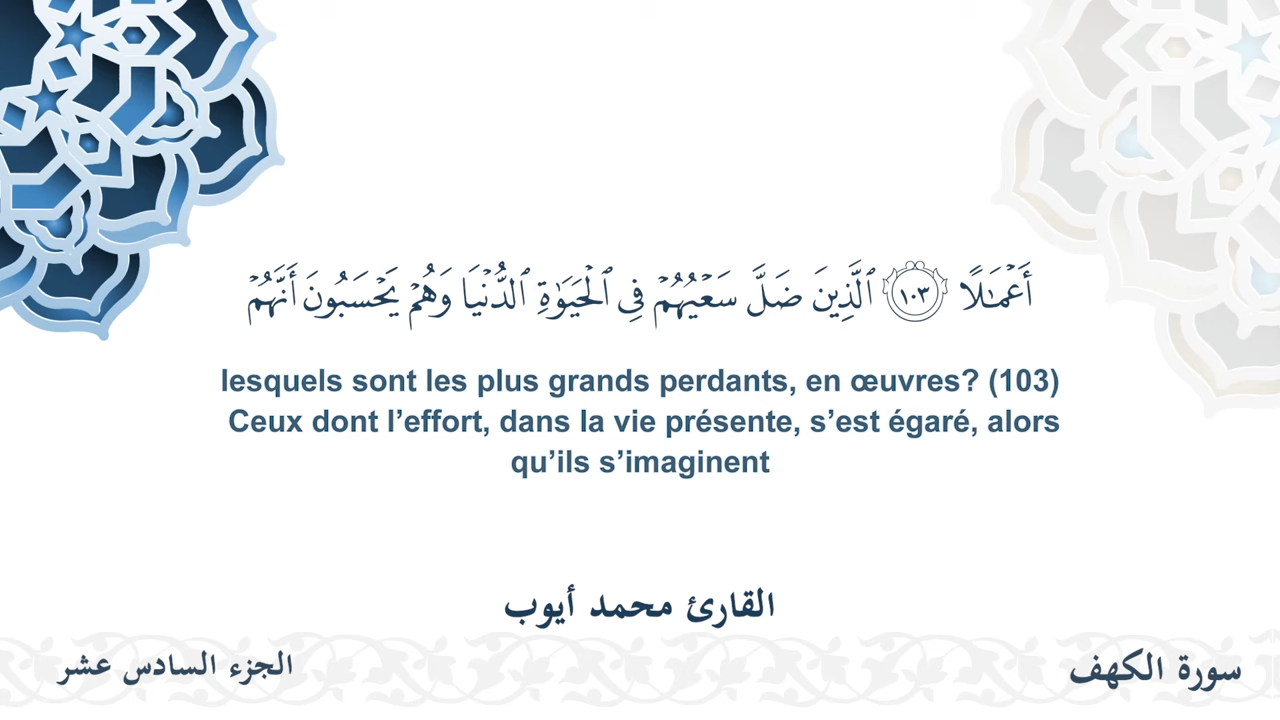 أَعْمَٰلًا ١٠٣ ٱلَّذِينَ ضَلَّ سَعْيُهُمْ فِى ٱلْحَيَوٰةِ ٱلدُّنْيَا وَهُمْ يَحْسَبُونَ أَنَّهُمْ
lesquels sont les plus grands perdants, en œuvres? (103)
Ceux dont l’effort, dans la vie présente, s’est égaré, alors
qu’ils s’imaginent
القارئ محمد أيوب
سورة الكهف
الجزء السادس عشر